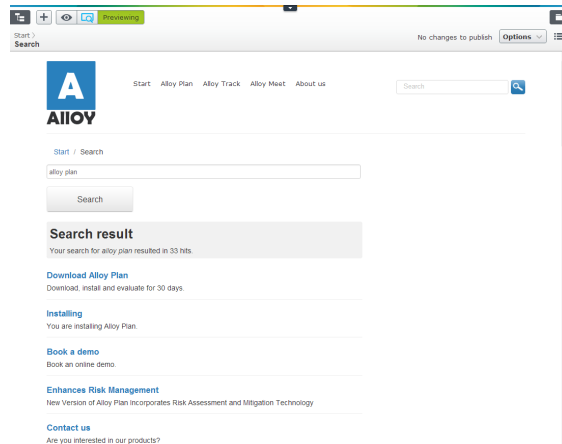 Previewing
Start 〉
Search
No changes to publish Options
A
Alloy
Start Alloy Plan Alloy Track Alloy Meet About us
Search
Start / Search
alloy plan
Search
Search result
Your search for alloy plan resulted in 33 hits.
Download Alloy Plan
Download, install and evaluate for 30 days.
Installing
You are installing Alloy Plan.
Book a demo
Book an online demo.
Enhances Risk Management
New Version of Alloy Plan Incorporates Risk Assessment and Mitigation Technology
Contact us
Are you interested in our products?